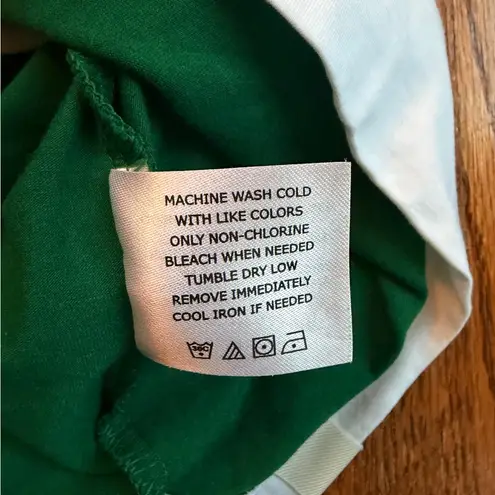 MACHINE WASH COLD
WITH LIKE COLORS
ONLY NON-CHLORINE
BLEACH WHEN NEEDED
TUMBLE DRY LOW
REMOVE IMMEDIATELY
COOL IRON IF NEEDED
30C